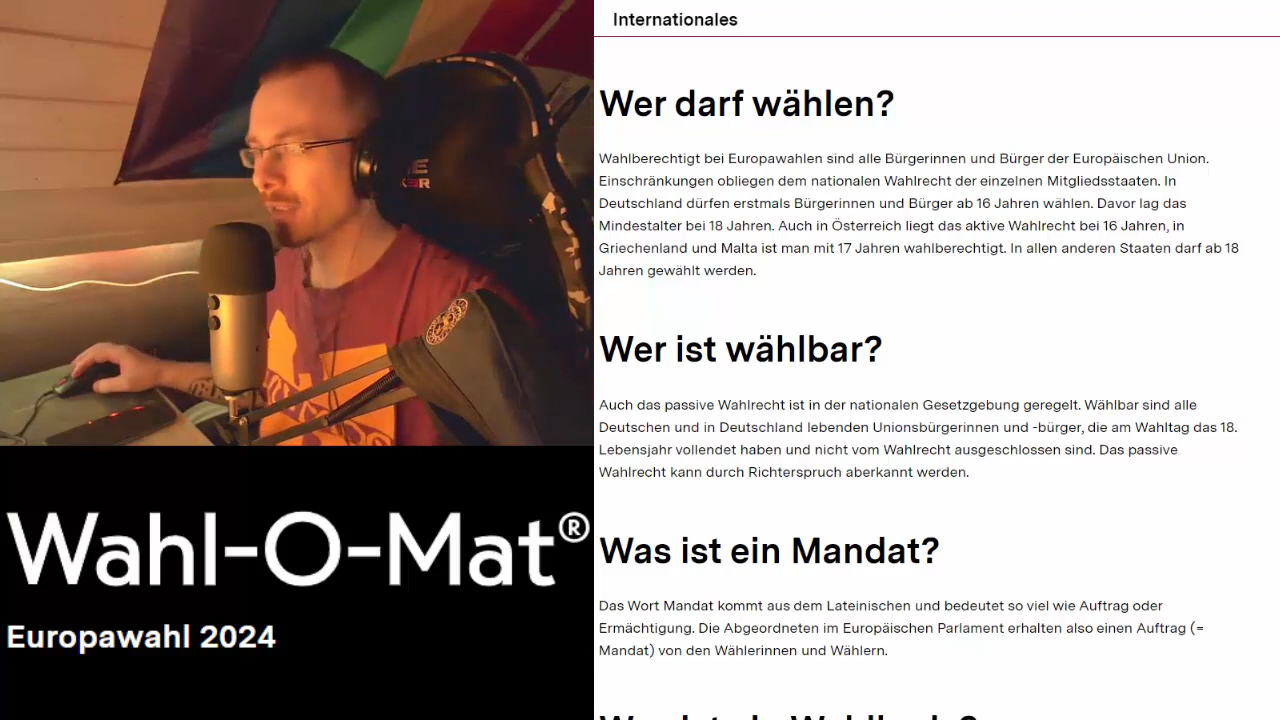 Internationales
Wer darf wählen?
Wahlberechtigt bei Europawahlen sind alle Bürgerinnen und Bürger der Europäischen Union.
Einschränkungen obliegen dem nationalen Wahlrecht der einzelnen Mitgliedsstaaten. In
Deutschland dürfen erstmals Bürgerinnen und Bürger ab 16 Jahren wählen. Davor lag das
Mindestalter bei 18 Jahren. Auch in Österreich liegt das aktive Wahlrecht bei 16 Jahren, in
Griechenland und Malta ist man mit 17 Jahren wahlberechtigt. In allen anderen Staaten darf ab 18
Jahren gewählt werden.
Wer ist wählbar?
Auch das passive Wahlrecht ist in der nationalen Gesetzgebung geregelt. Wählbar sind alle
Deutschen und in Deutschland lebenden Unionsbürgerinnen und -bürger, die am Wahltag das 18.
Lebensjahr vollendet haben und nicht vom Wahlrecht ausgeschlossen sind. Das passive
Wahlrecht kann durch Richterspruch aberkannt werden.
Was ist ein Mandat?
Das Wort Mandat kommt aus dem Lateinischen und bedeutet so viel wie Auftrag oder
Ermächtigung. Die Abgeordneten im Europäischen Parlament erhalten also einen Auftrag (=
Mandat) von den Wählerinnen und Wählern.
Wahl-O-Mat®
Europawahl 2024